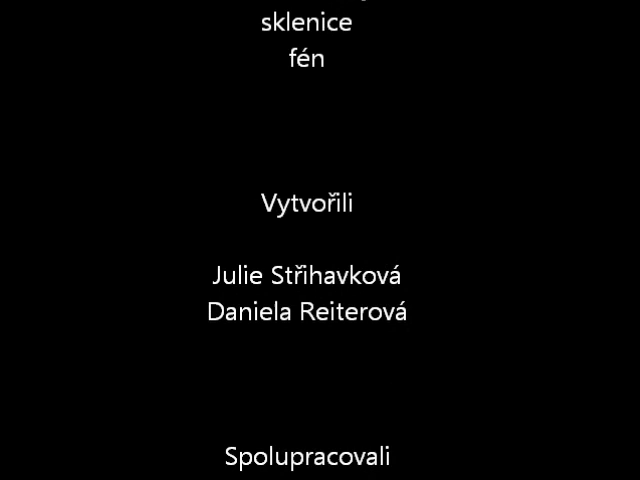 sklenice
fén
Vytvořili
Julie Střihavková
Daniela Reiterová
Spolupracovali